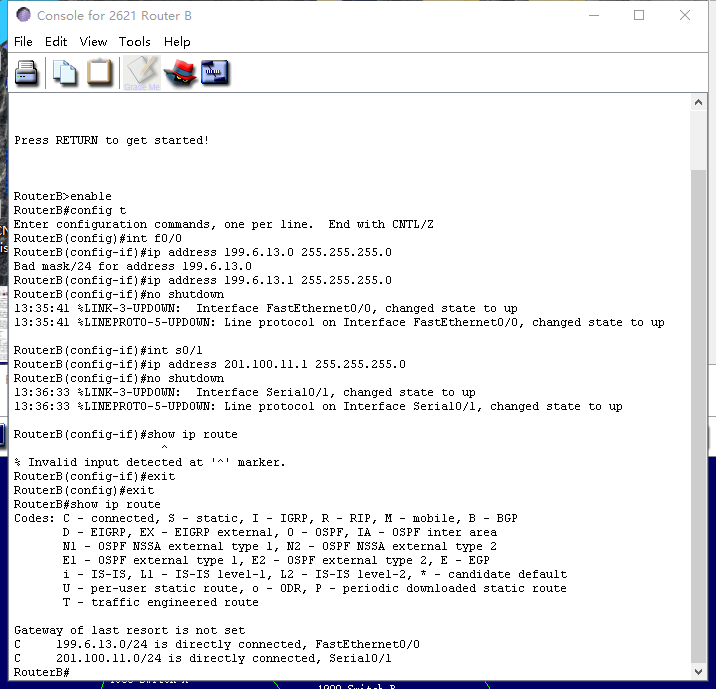 Console for 2621 Router B
File Edit View Tools Help
Grade Me
Press RETURN to get started!
RouterB>enable
RouterB#config t
Enter configuration commands, one per line.  End with CNTL/Z
RouterB(config)#int f0/0
RouterB(config-if)#ip address 199.6.13.0 255.255.255.0
Bad mask/24 for address 199.6.13.0
RouterB(config-if)#ip address 199.6.13.1 255.255.255.0
RouterB(config-if)#no shutdown
13:35:41 %LINK-3-UPDOWN:  Interface FastEthernet0/0, changed state to up
13:35:41 %LINEPROTO-5-UPDOWN: Line protocol on Interface FastEthernet0/0, changed state to up
RouterB(config-if)#int s0/1
RouterB(config-if)#ip address 201.100.11.1 255.255.255.0
RouterB(config-if)#no shutdown
13:36:33 %LINK-3-UPDOWN:  Interface Serial0/1, changed state to up
13:36:33 %LINEPROTO-5-UPDOWN: Line protocol on Interface Serial0/1, changed state to up
RouterB(config-if)#show ip route
^
% Invalid input detected at '^' marker.
RouterB(config-if)#exit
RouterB(config)#exit
RouterB#show ip route
Codes: C - connected, S - static, I - IGRP, R - RIP, M - mobile, B - BGP
D - EIGRP, EX - EIGRP external, O - OSPF, IA - OSPF inter area
N1 - OSPF NSSA external type 1, N2 - OSPF NSSA external type 2
E1 - OSPF external type 1, E2 - OSPF external type 2, E - EGP
i - IS-IS, L1 - IS-IS level-1, L2 - IS-IS level-2, * - candidate default
U - per-user static route, o - ODR, P - periodic downloaded static route
T - traffic engineered route
Gateway of last resort is not set
C     199.6.13.0/24 is directly connected, FastEthernet0/0
C     201.100.11.0/24 is directly connected, Serial0/1
RouterB#